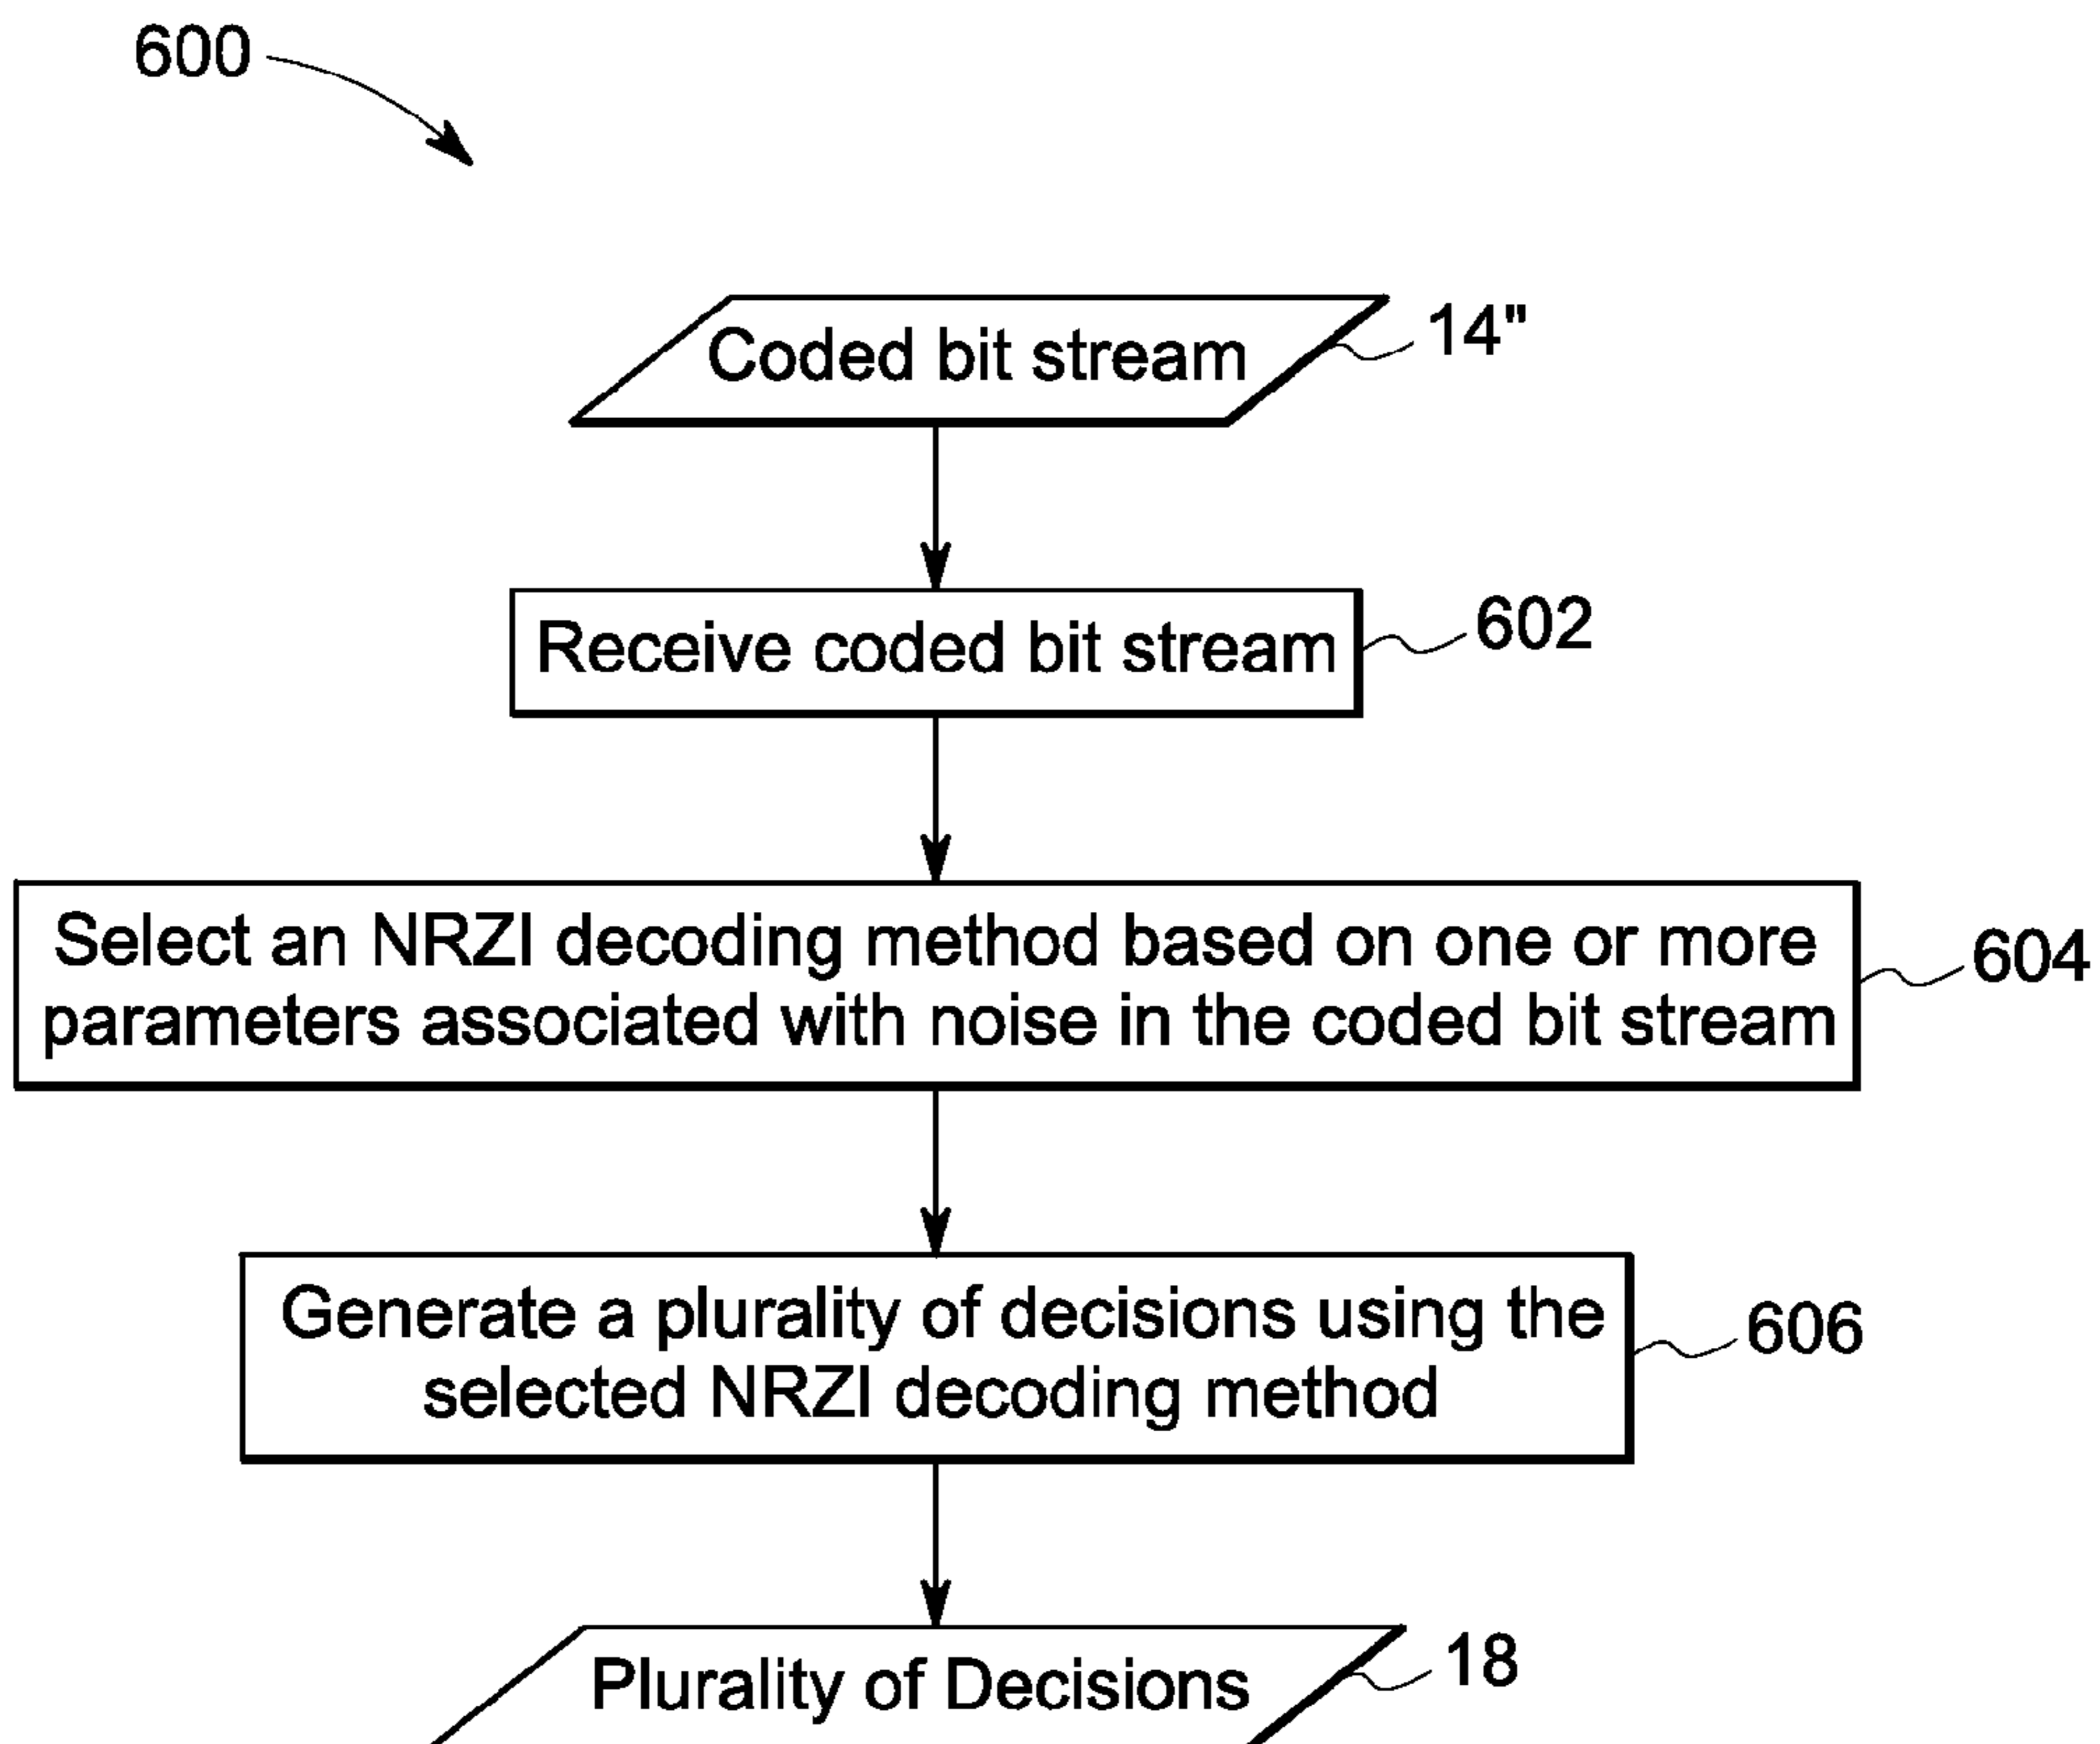 600
Coded bit stream
14"
Receive coded bit stream
602
Select an NRZI decoding method based on one or more
parameters associated with noise in the coded bit stream
604
Generate a plurality of decisions using the
selected NRZI decoding method
606
Plurality of Decisions
18